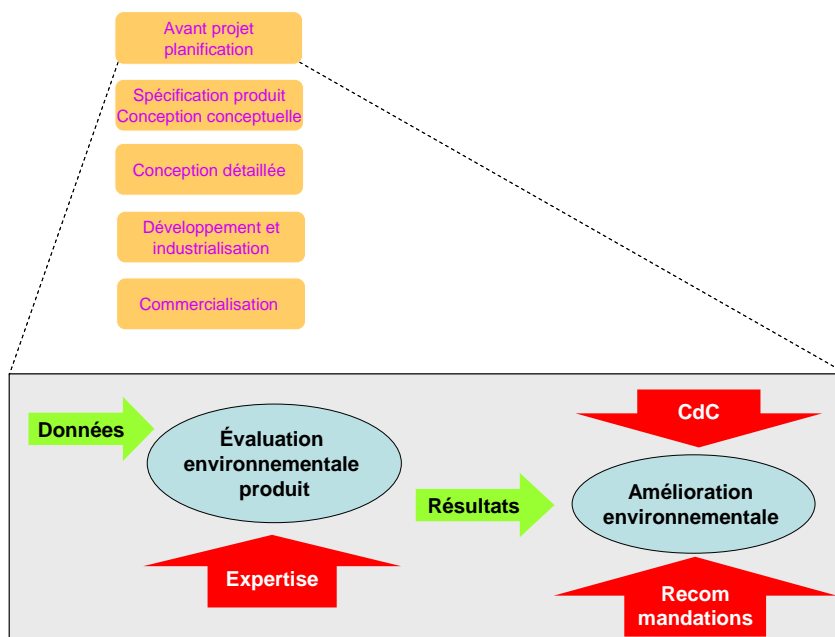 Avant projet
planification
Spécification produit
Conception conceptuelle
Conception détaillée
Développement et
industrialisation
Commercialisation
CdC
Données
Évaluation
environnementale
produit
Résultats
Amélioration
environnementale
Expertise
Recom
mandations